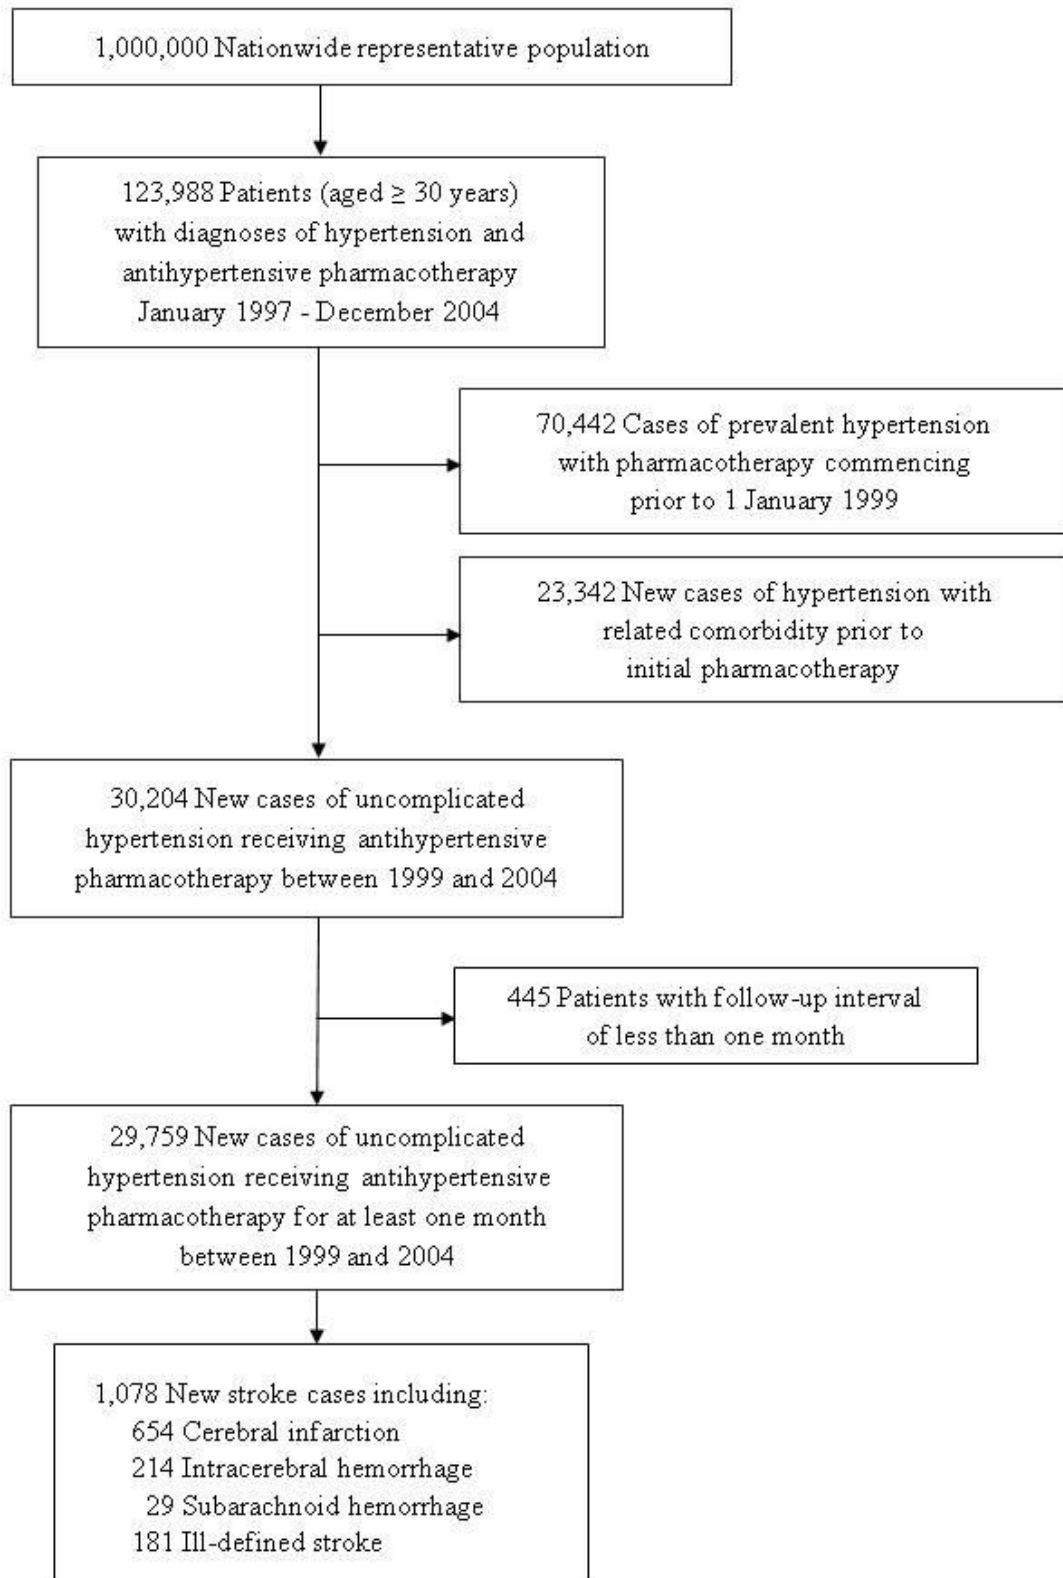 1,000,000 Nationwide representative population
123,988 Patients (aged ≥ 30 years)
with diagnoses of hypertension and
antihypertensive pharmacotherapy
January 1997 - December 2004
70,442 Cases of prevalent hypertension
with pharmacotherapy commencing
prior to 1 January 1999
23,342 New cases of hypertension with
related comorbidity prior to
initial pharmacotherapy
30,204 New cases of uncomplicated
hypertension receiving antihypertensive
pharmacotherapy between 1999 and 2004
445 Patients with follow-up interval
of less than one month
29,759 New cases of uncomplicated
hypertension receiving antihypertensive
pharmacotherapy for at least one month
between 1999 and 2004
1,078 New stroke cases including:
654 Cerebral infarction
214 Intracerebral hemorrhage
29 Subarachnoid hemorrhage
181 Ill-defined stroke